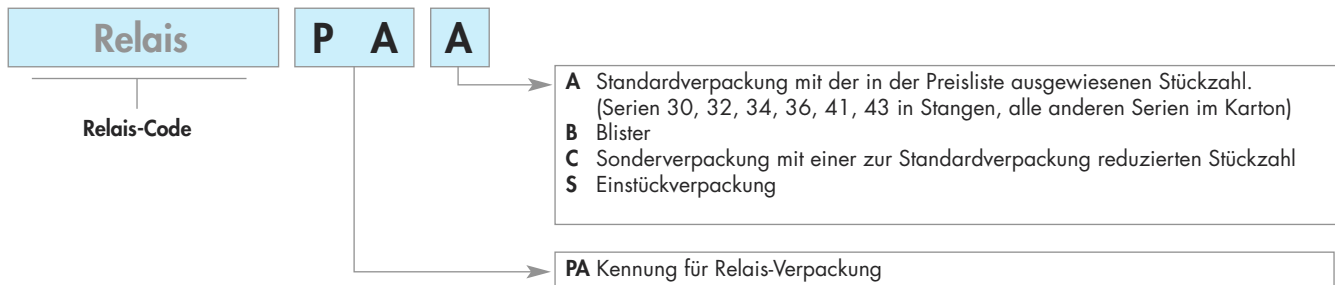 Relais P A A
Relais-Code
A Standardverpackung mit der in der Preisliste ausgewiesenen Stückzahl.
(Serien 30, 32, 34, 36, 41, 43 in Stangen, alle anderen Serien im Karton)
B Blister
C Sonderverpackung mit einer zur Standardverpackung reduzierten Stückzahl
S Einstückverpackung
PA Kennung für Relais-Verpackung